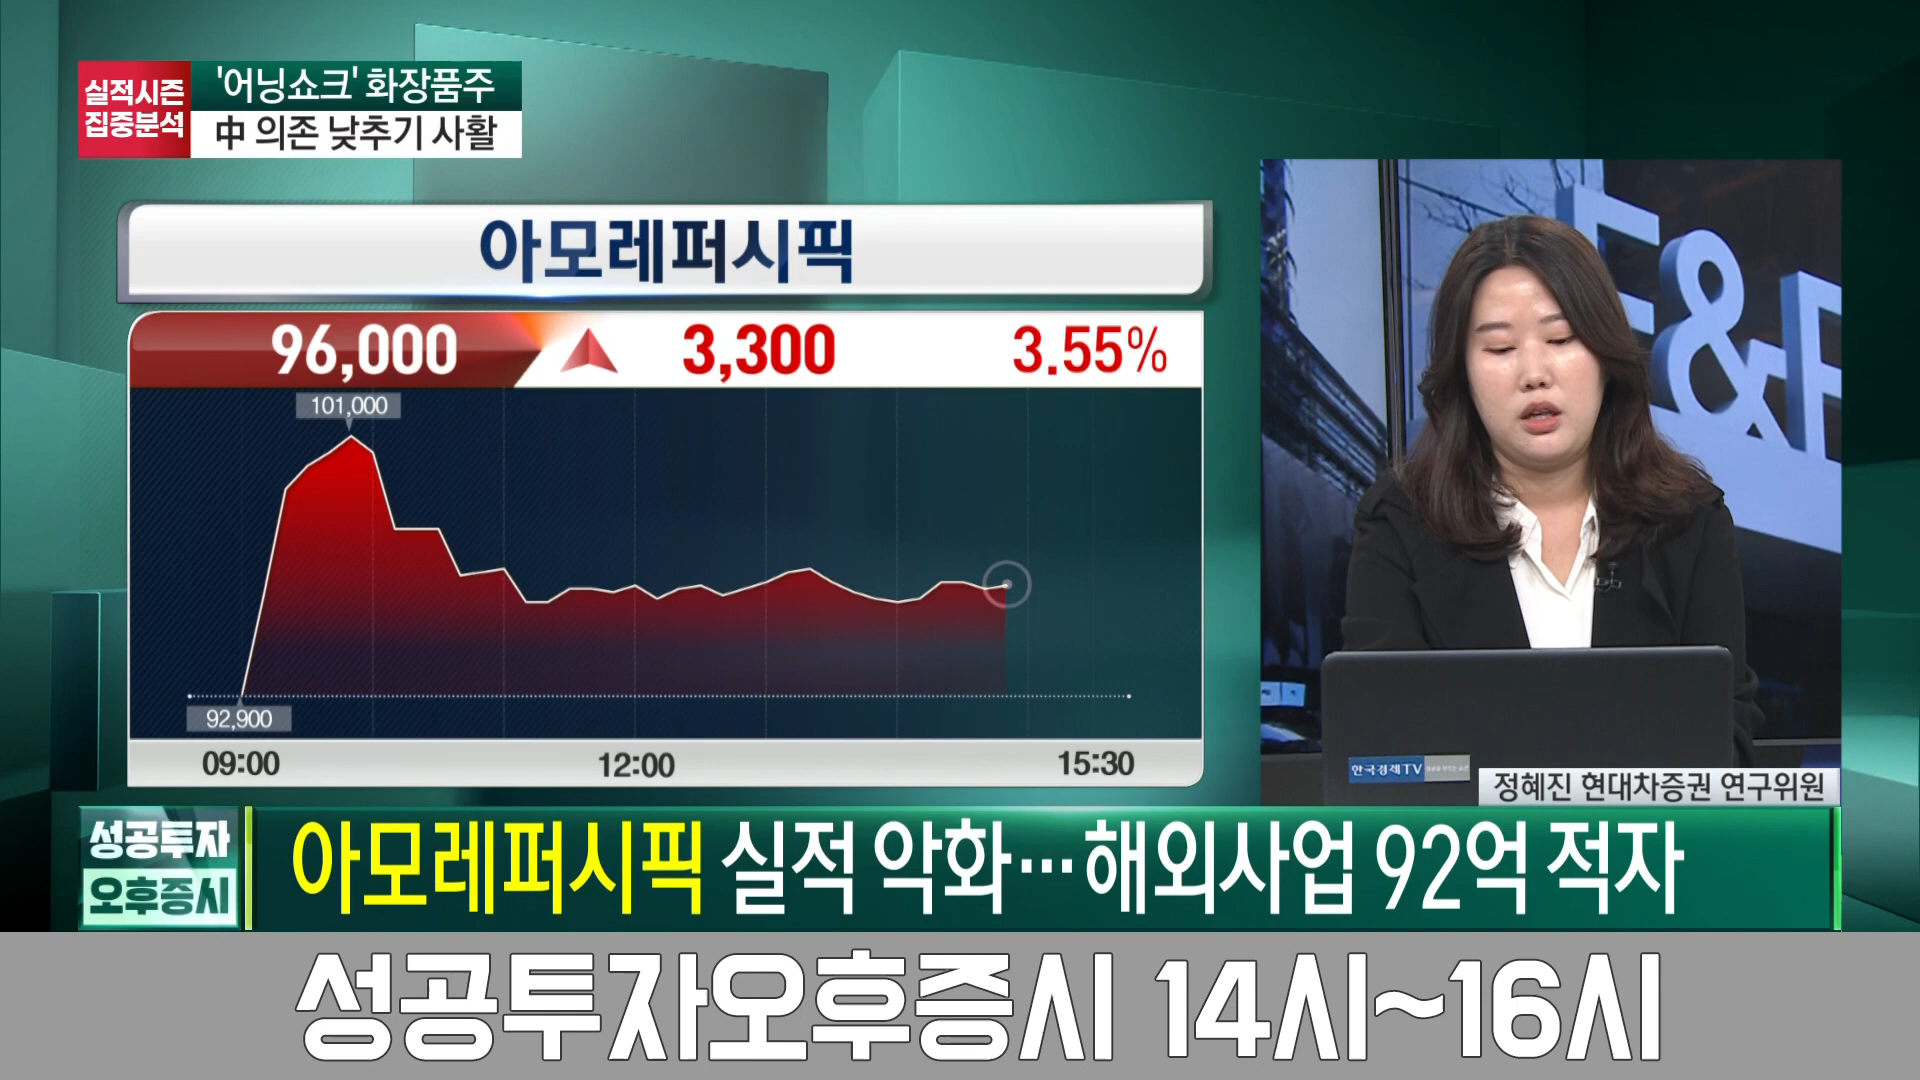 실적시즌
집중분석
'어닝쇼크' 화장품주
中 의존 낮추기 사활
아모레퍼시픽
96,000 ▲ 3,300 3.55%
101,000
92,900
09:00 12:00 15:30
E&F
한국경제TV
정혜진 현대차증권 연구위원
성공투자
오후증시
아모레퍼시픽 실적 악화…해외사업 92억 적자
성공투자오후증시 14시~16시